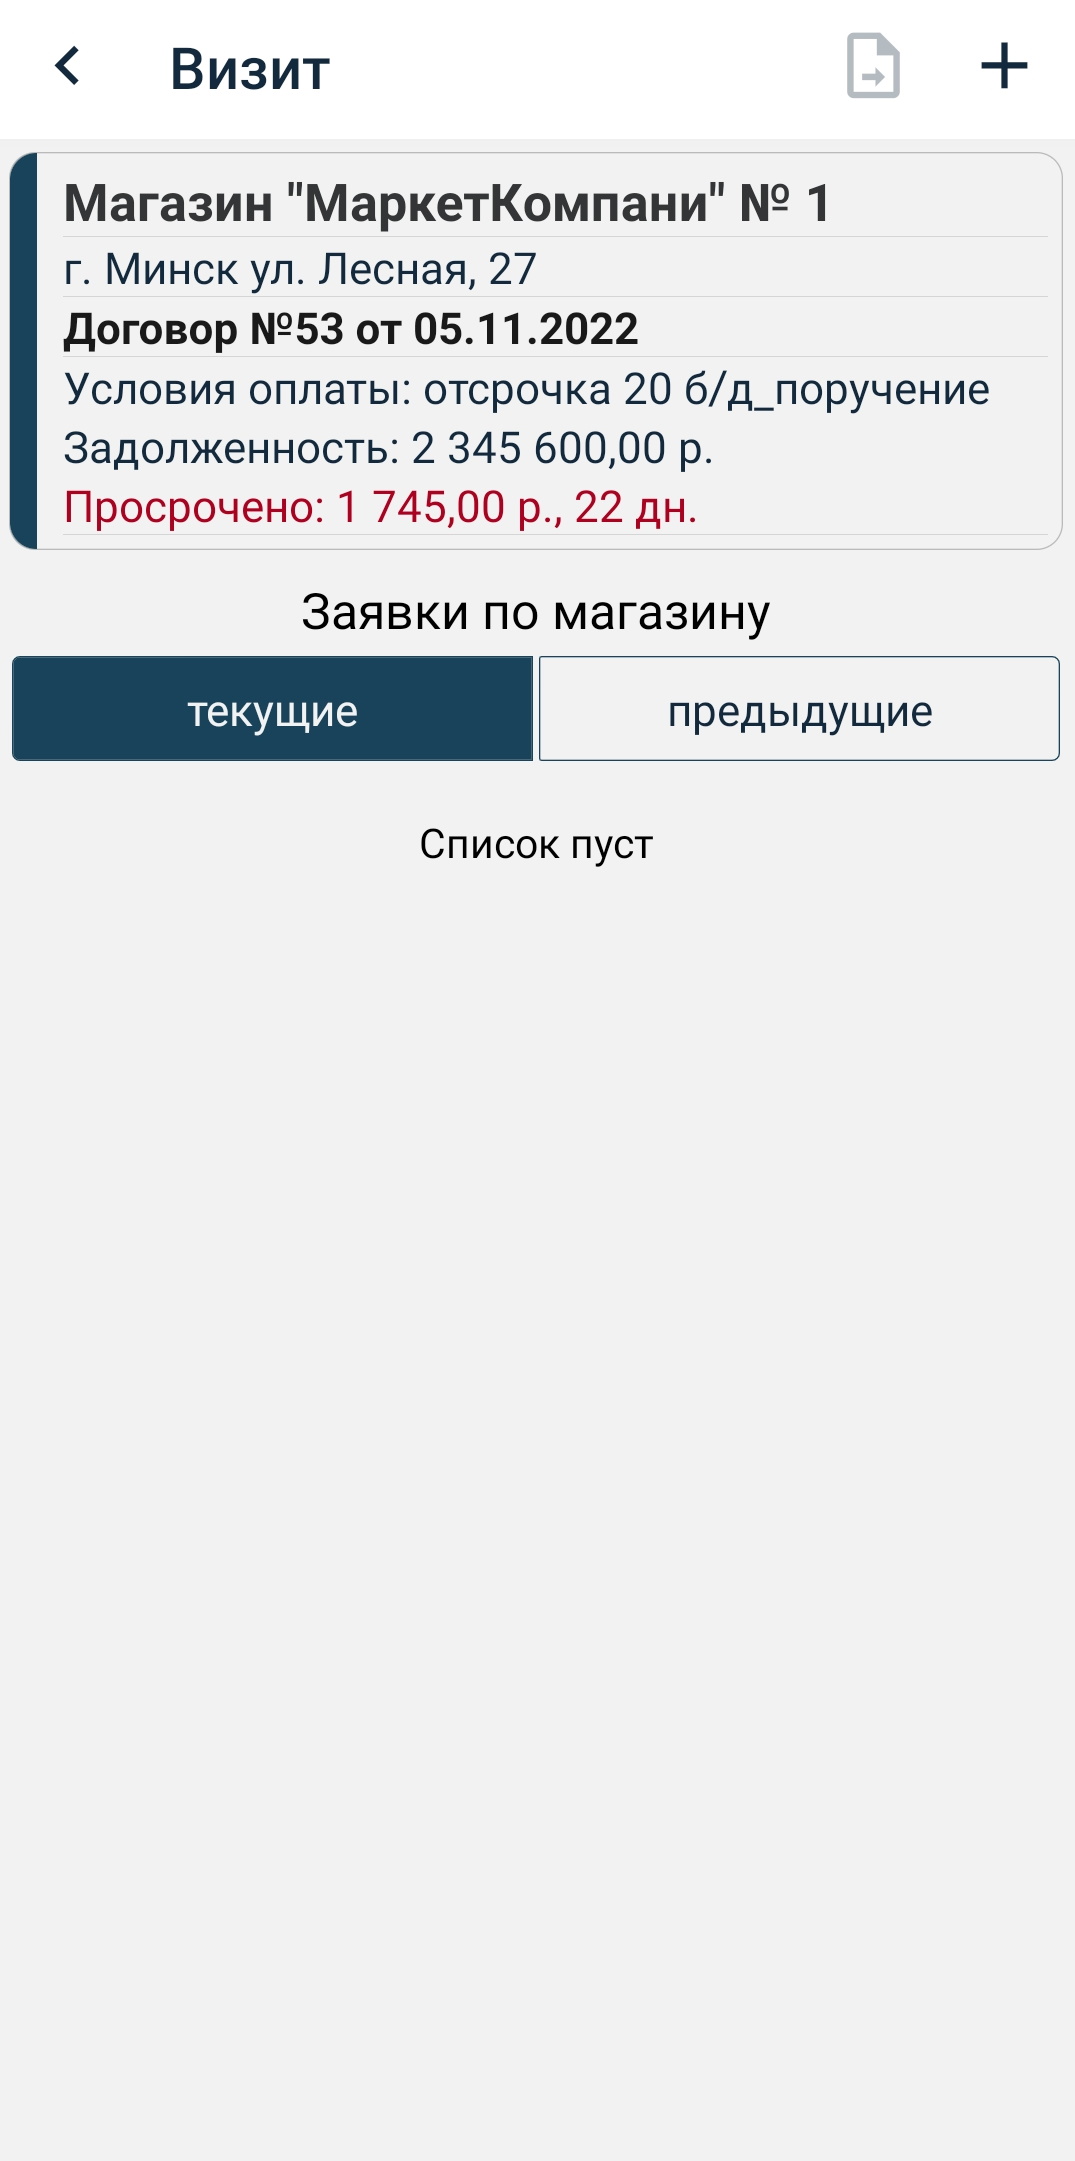 Визит
Магазин "МаркетКомпани" № 1
г. Минск ул. Лесная, 27
Договор №53 от 05.11.2022
Условия оплаты: отсрочка 20 б/д_поручение
Задолженность: 2 345 600,00 р.
Просрочено: 1 745,00 р., 22 дн.
Заявки по магазину
текущие предыдущие
Список пуст